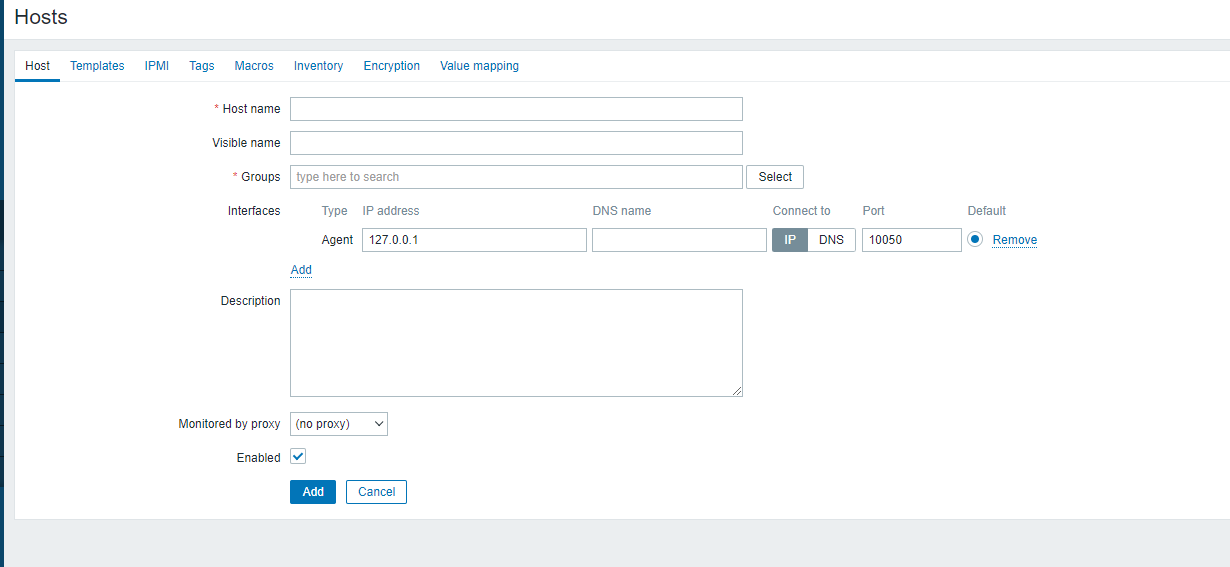 Hosts
Host Templates IPMI Tags Macros Inventory Encryption Value mapping
* Host name
Visible name
* Groups type here to search Select
Interfaces Type IP address DNS name Connect to Port Default
Agent 127.0.0.1 IP DNS 10050 Remove
Add
Description
Monitored by proxy (no proxy)
Enabled
Add Cancel